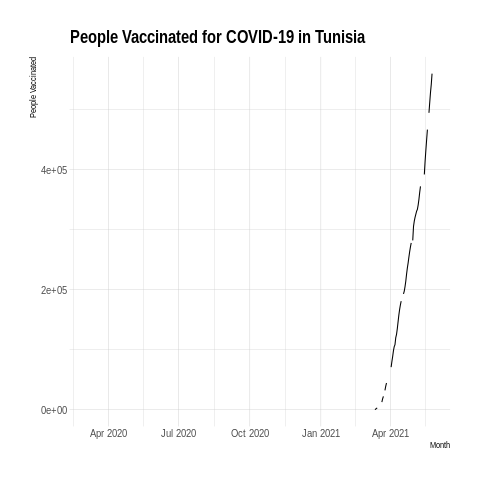 People Vaccinated for COVID-19 in Tunisia
People Vaccinated
4e+05
2e+05
0e+00
Apr 2020 Jul 2020 Oct 2020 Jan 2021 Apr 2021
Month